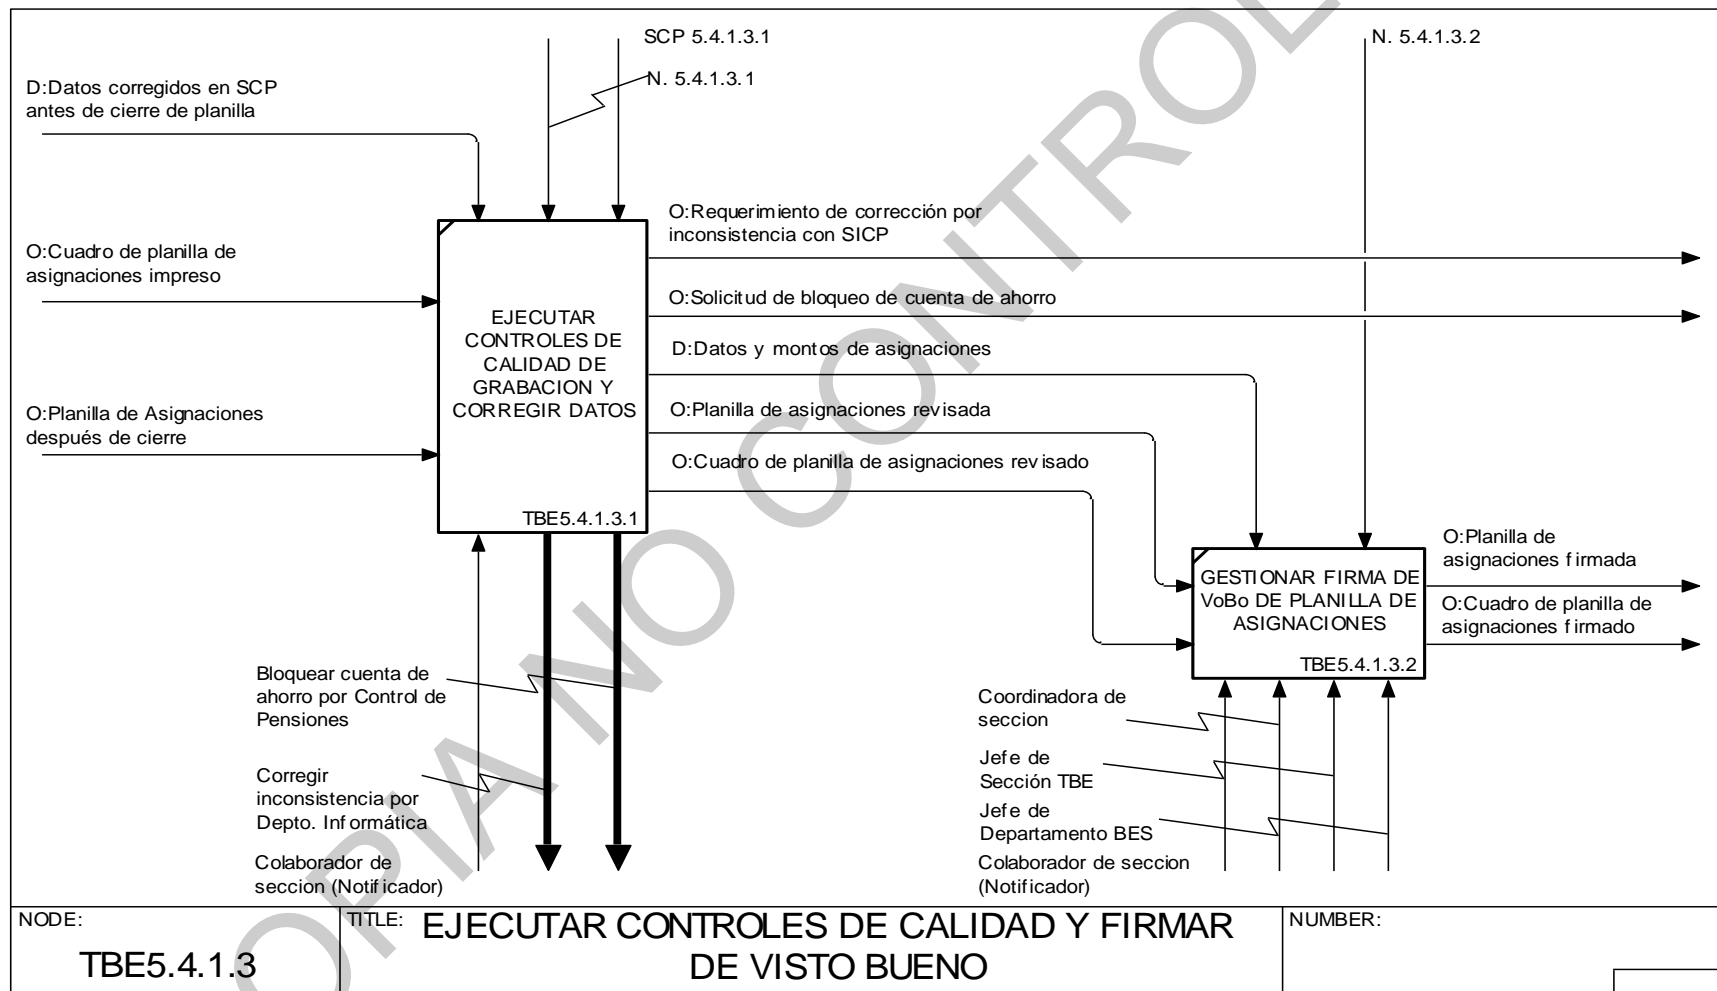 SCP 5.4.1.3.1
N. 5.4.1.3.2
N. 5.4.1.3.1
D:Datos corregidos en SCP
antes de cierre de planilla
O:Requerimiento de corrección por
inconsistencia con SICP
O:Cuadro de planilla de
asignaciones impreso
O:Solicitud de bloqueo de cuenta de ahorro
EJECUTAR
CONTROLES DE
CALIDAD DE
GRABACION Y
CORREGIR DATOS
TBE5.4.1.3.1
D:Datos y montos de asignaciones
O:Planilla de Asignaciones
después de cierre
O:Planilla de asignaciones revisada
O:Cuadro de planilla de asignaciones revisado
GESTIONAR FIRMA DE
VoBo DE PLANILLA DE
ASIGNACIONES
TBE5.4.1.3.2
O:Planilla de
asignaciones firmada
O:Cuadro de planilla de
asignaciones firmado
Bloquear cuenta de
ahorro por Control de
Pensiones
Corregir
inconsistencia por
Depto. Informática
Colaborador de
seccion (Notificador)
Coordinadora de
seccion
Jefe de
Sección TBE
Jefe de
Departamento BES
Colaborador de seccion
(Notificador)
NODE:
TBE5.4.1.3
TITLE:
EJECUTAR CONTROLES DE CALIDAD Y FIRMAR
DE VISTO BUENO
NUMBER:
OPIA NO CONTROL